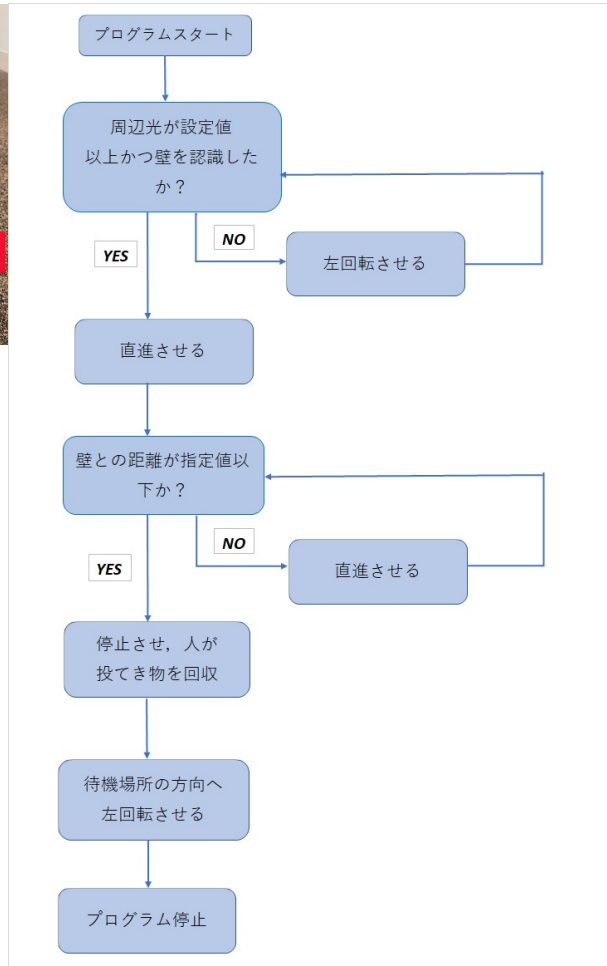 プログラムスタート
周辺光が設定値
以上かつ壁を認識した
か？
NO
YES
左回転させる
直進させる
壁との距離が指定値以
下か？
NO
YES
直進させる
停止させ，人が
投てき物を回収
待機場所の方向へ
左回転させる
プログラム停止